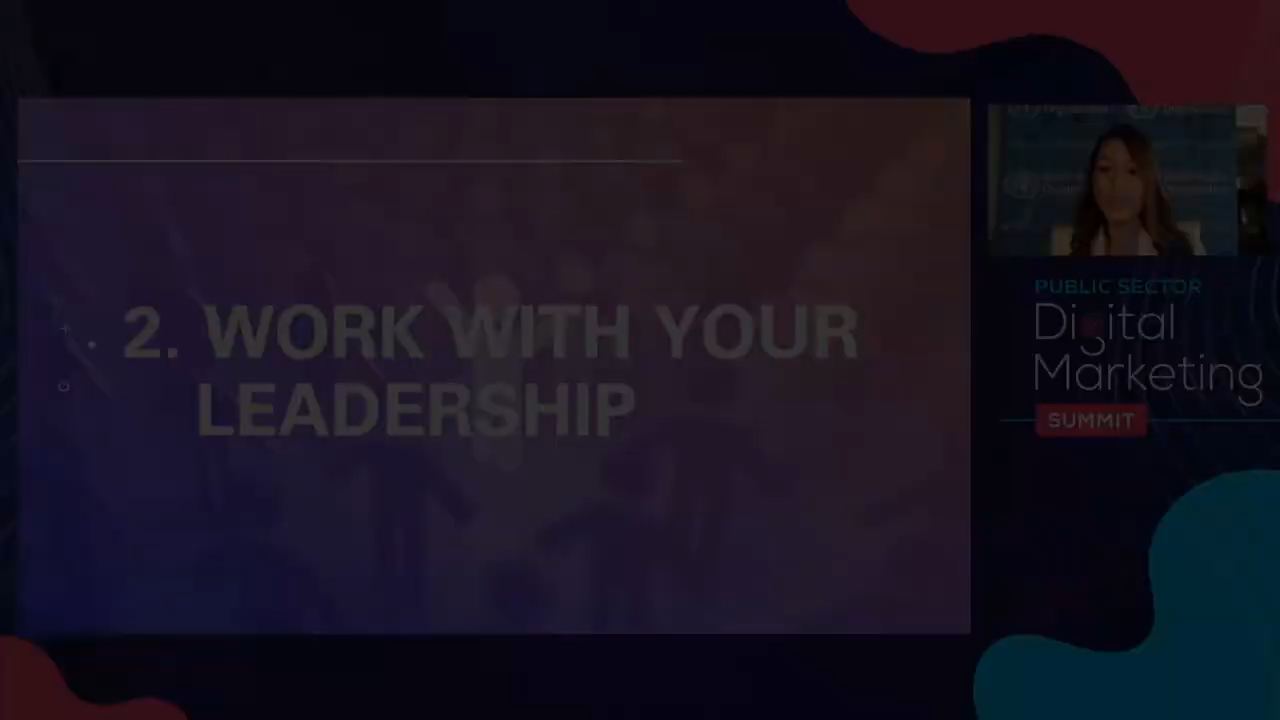 2. WORK WITH YOUR
LEADERSHIP
PUBLIC SECTOR
Digital
Marketing
SUMMIT